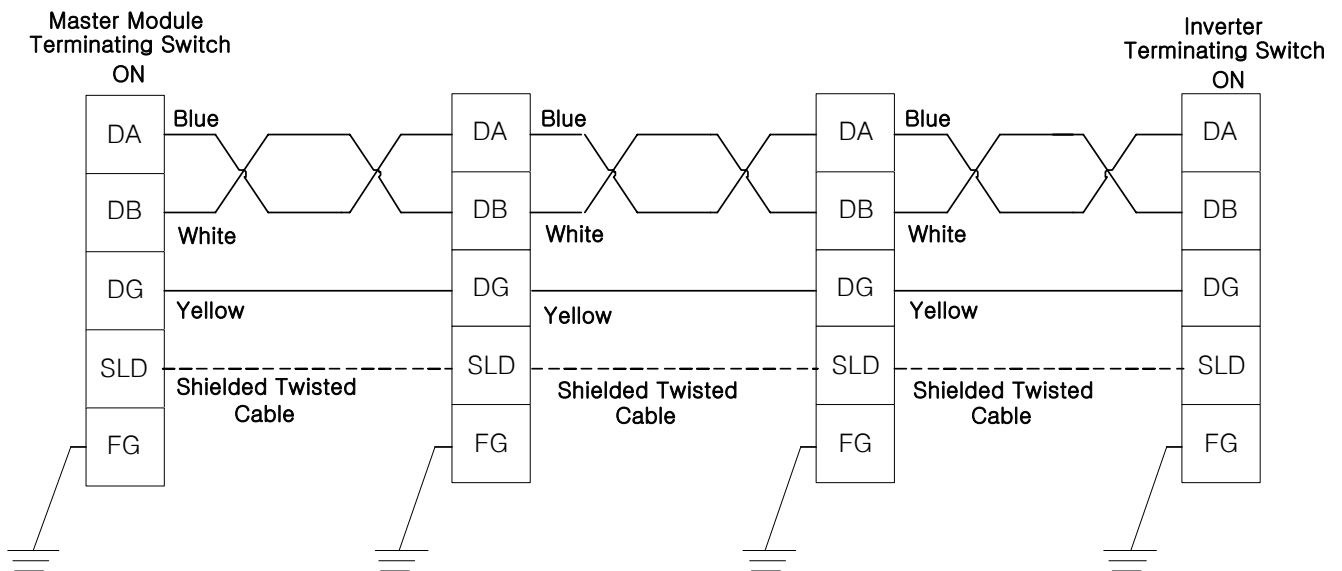 Master Module
Terminating Switch
ON
Inverter
Terminating Switch
ON
DA
Blue
DA
Blue
DA
Blue
DA
DB
White
DB
White
DB
White
DB
DG
Yellow
DG
Yellow
DG
Yellow
DG
SLD
Shielded Twisted
Cable
SLD
Shielded Twisted
Cable
SLD
Shielded Twisted
Cable
SLD
FG
FG
FG
FG